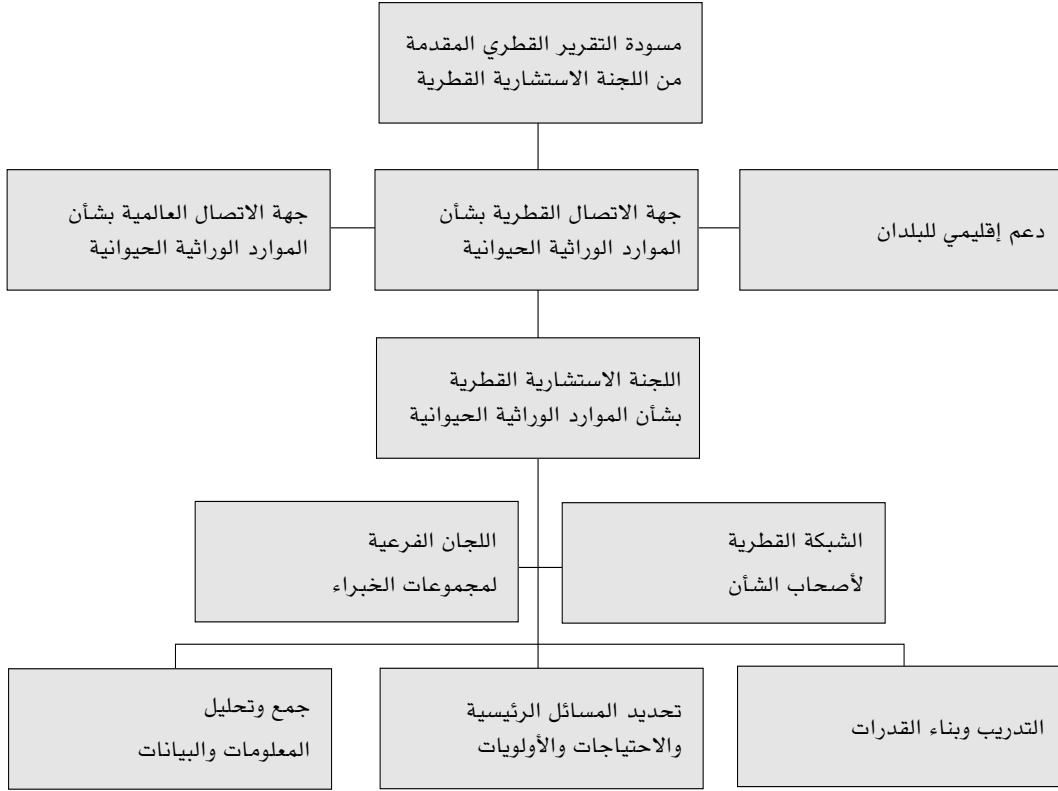 مسودة التقرير القطري المقدمة
من اللجنة الاستشارية القطرية
دعم إقليمي للبلدان
جهة الاتصال القطرية بشأن
الموارد الوراثية الحيوانية
جهة الاتصال العالمية بشأن
الموارد الوراثية الحيوانية
اللجنة الاستشارية القطرية
بشأن الموارد الوراثية الحيوانية
الشبكة القطرية
لأصحاب الشأن
اللجان الفرعية
لمجموعات الخبراء
التدريب وبناء القدرات
تحديد المسائل الرئيسية
والاحتياجات والأولويات
جمع وتحليل
المعلومات والبيانات